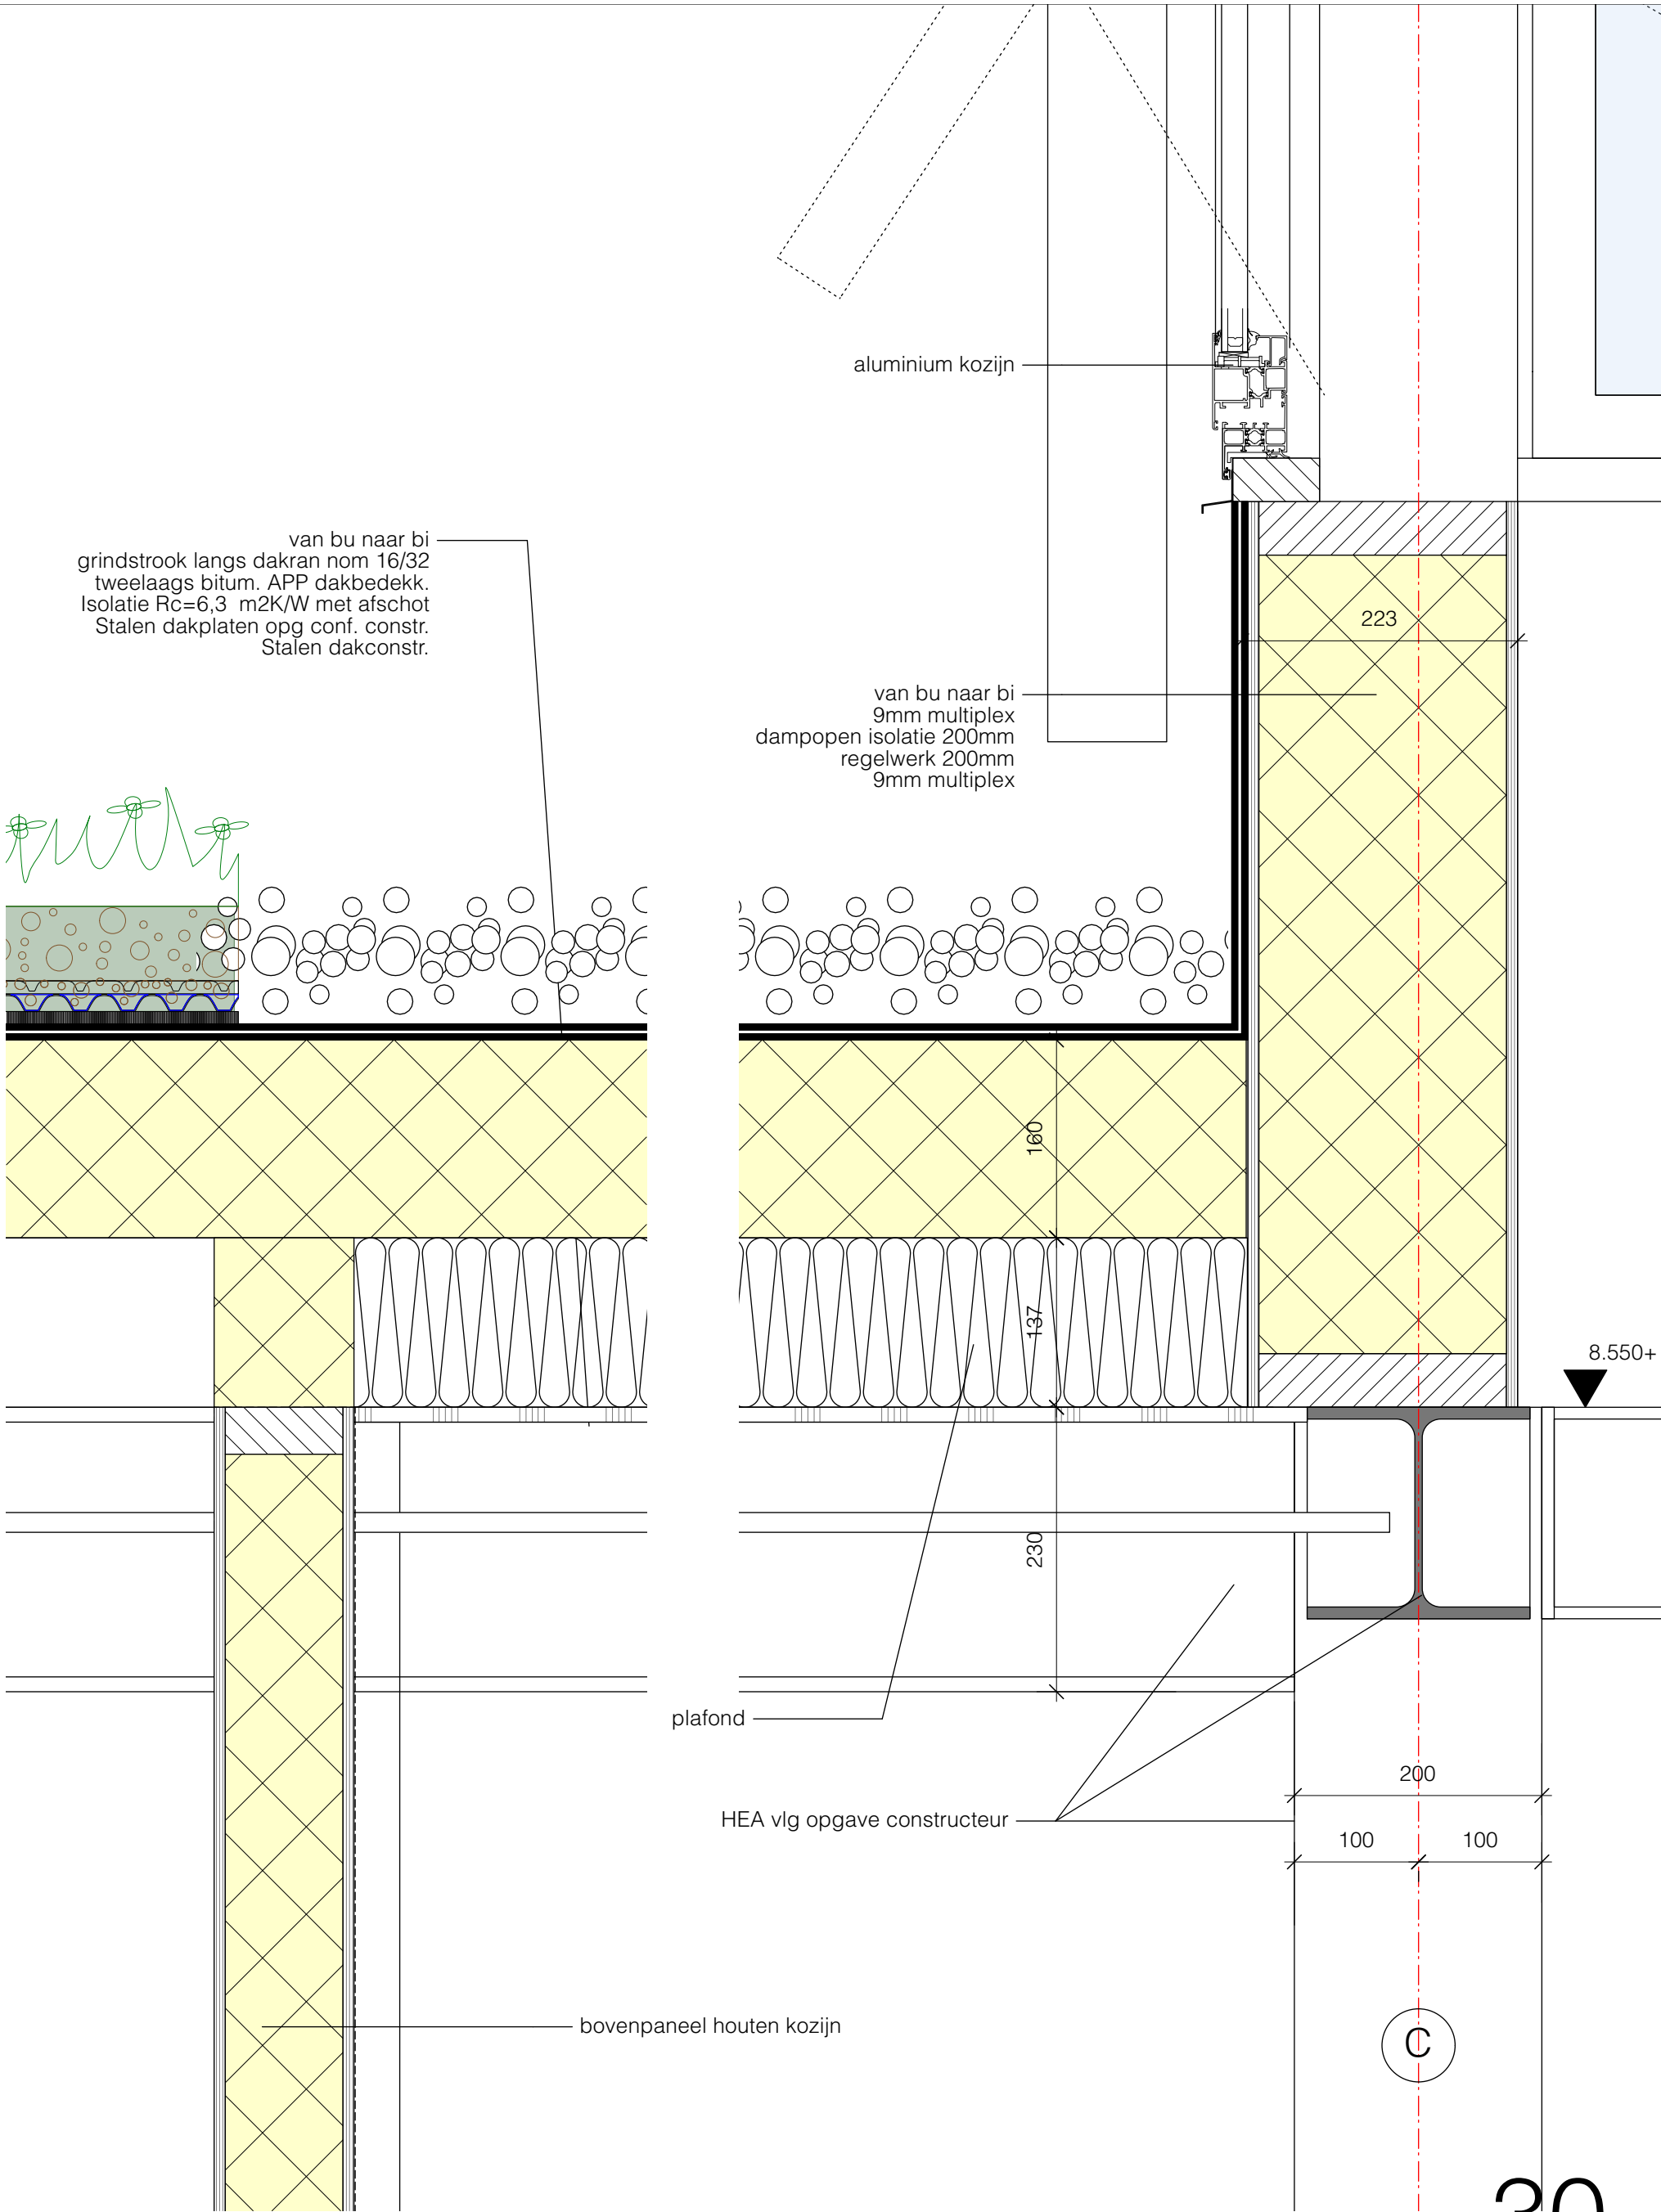 aluminium kozijn
van bu naar bi
grindstrook langs dakran nom 16/32
tweelaags bitum. APP dakbedekk.
Isolatie Rc=6,3  m2K/W met afschot
Stalen dakplaten opg conf. constr.
Stalen dakconstr.
223
van bu naar bi
9mm multiplex
dampopen isolatie 200mm
regelwerk 200mm
9mm multiplex
160
137
8.550+
230
plafond
200
HEA vlg opgave constructeur
100
100
bovenpaneel houten kozijn
C
30